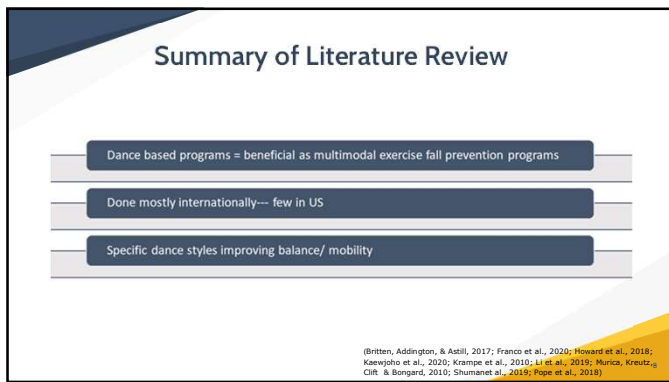 Summary of Literature Review
Dance based programs = beneficial as multimodal exercise fall prevention programs
Done mostly internationally--- few in US
Specific dance styles improving balance/ mobility
(Britten, Addington, & Astill, 2017; Franco et al., 2020; Howard et al., 2018;
Kaewjoho et al., 2020; Krampe et al., 2010; Li et al., 2019; Murica, Kreutz,
Clift & Bongard, 2010; Shumanet al., 2019; Pope et al., 2018)